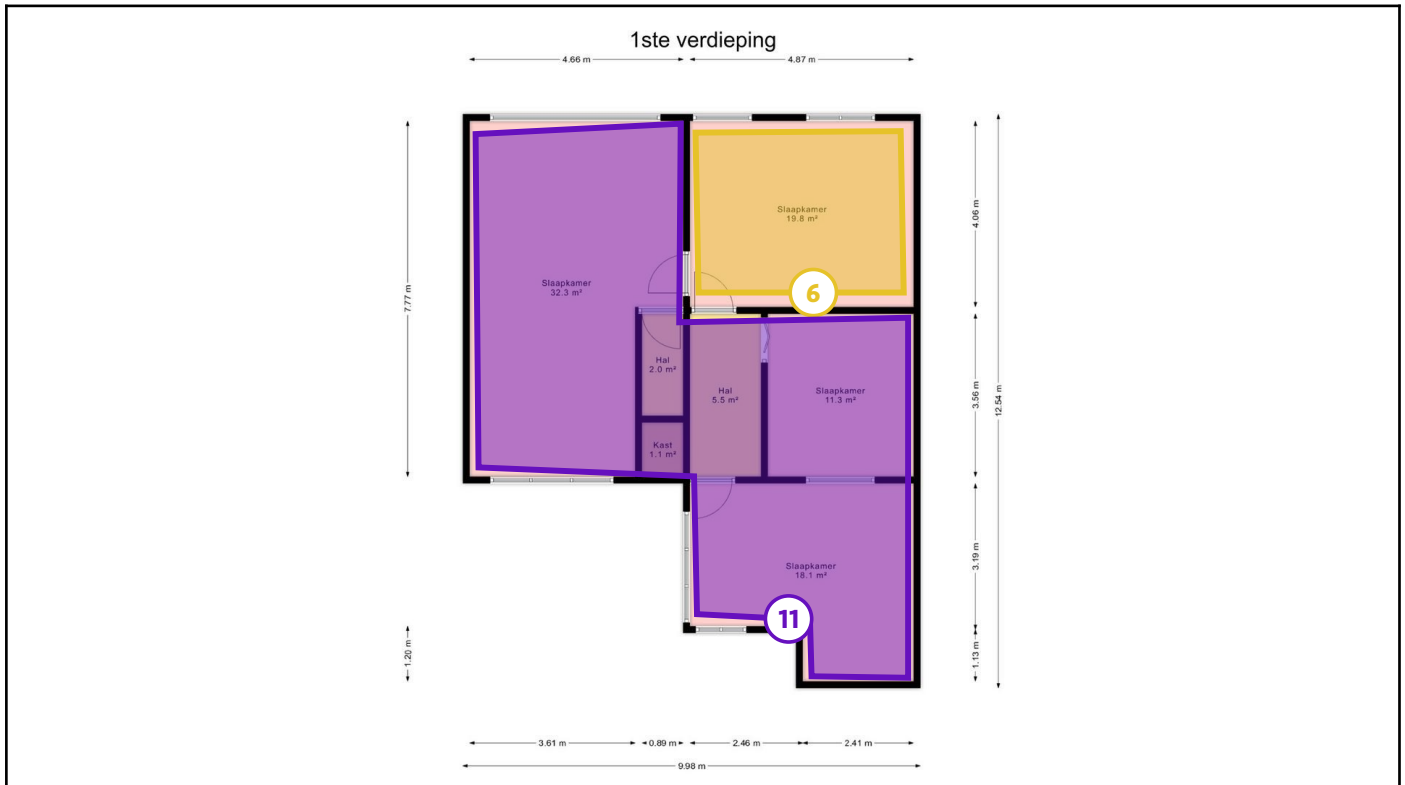 1ste verdieping
4.66 m
4.87 m
Slaapkamer
19.8 m²
4.06 m
6
Slaapkamer
32.3 m²
7.77 m
Hal
2.0 m²
Hal
5.5 m²
Slaapkamer
11.3 m²
3.56 m
12.54 m
Kast
1.1 m²
Slaapkamer
18.1 m²
3.19 m
11
1.20 m
1.13 m
3.61 m
0.89 m
2.46 m
2.41 m
9.98 m